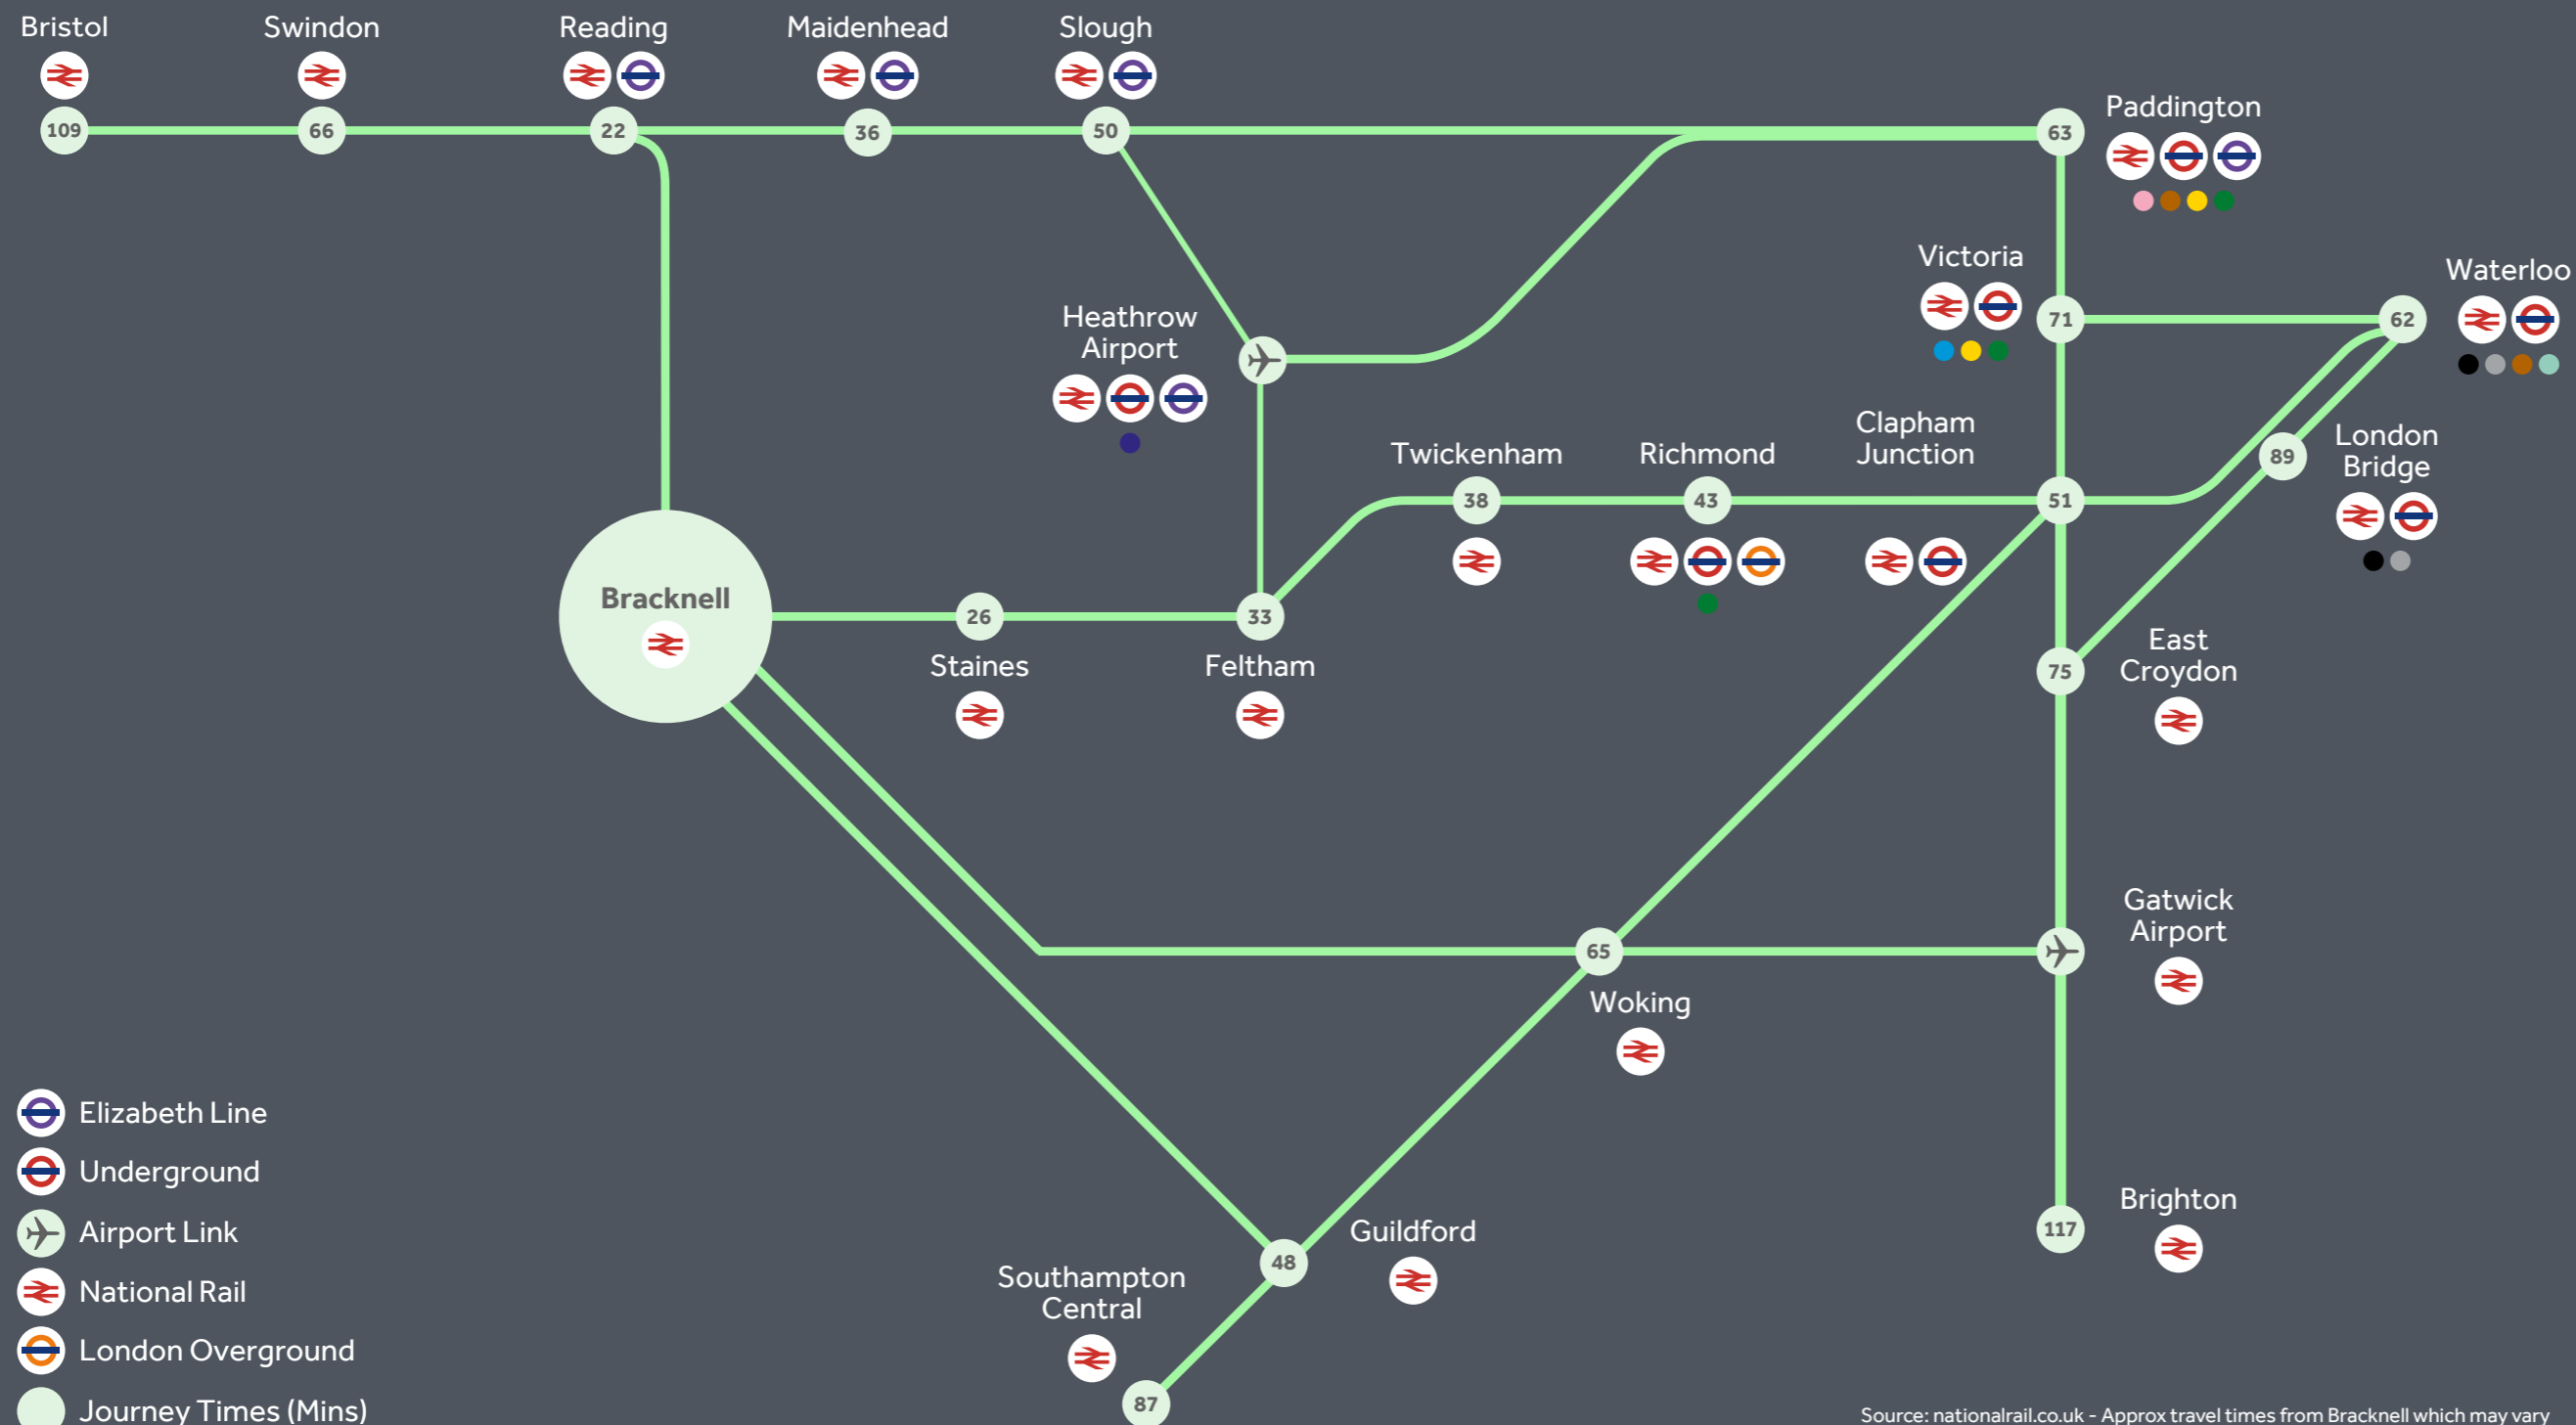 Bristol
Swindon
Reading
Maidenhead
Slough
109
66
22
36
50
63
Paddington
Victoria
71
62
Waterloo
Heathrow
Airport
Twickenham
Richmond
Clapham
Junction
38
43
51
89
London
Bridge
Bracknell
26
33
Staines
Feltham
75
East
Croydon
65
Woking
Gatwick
Airport
117
Brighton
48
Guildford
Southampton
Central
87
Elizabeth Line
Underground
Airport Link
National Rail
London Overground
Journey Times (Mins)
Source: nationalrail.co.uk - Approx travel times from Bracknell which may vary